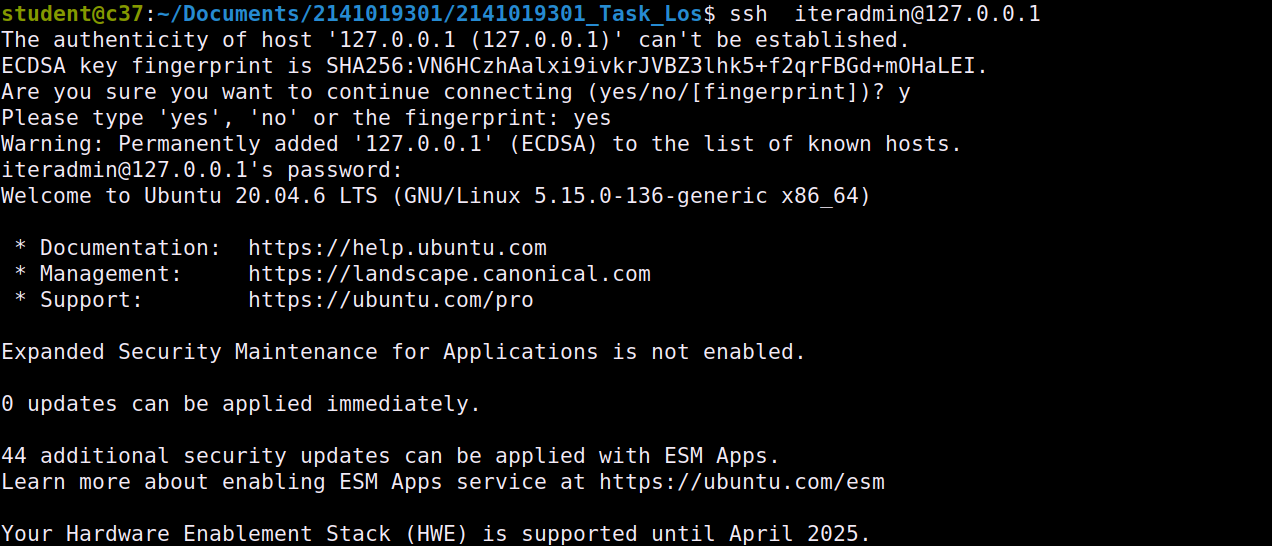 student@c37:~/Documents/2141019301/2141019301_Task_Los$ ssh  iteradmin@127.0.0.1
The authenticity of host '127.0.0.1 (127.0.0.1)' can't be established.
ECDSA key fingerprint is SHA256:VN6HCzhAalxi9ivkrJVBZ3lhk5+f2qrFBGd+mOHaLEI.
Are you sure you want to continue connecting (yes/no/[fingerprint])? y
Please type 'yes', 'no' or the fingerprint: yes
Warning: Permanently added '127.0.0.1' (ECDSA) to the list of known hosts.
iteradmin@127.0.0.1's password:
Welcome to Ubuntu 20.04.6 LTS (GNU/Linux 5.15.0-136-generic x86_64)
 * Documentation:  https://help.ubuntu.com
 * Management:     https://landscape.canonical.com
 * Support:        https://ubuntu.com/pro
Expanded Security Maintenance for Applications is not enabled.
0 updates can be applied immediately.
44 additional security updates can be applied with ESM Apps.
Learn more about enabling ESM Apps service at https://ubuntu.com/esm
Your Hardware Enablement Stack (HWE) is supported until April 2025.